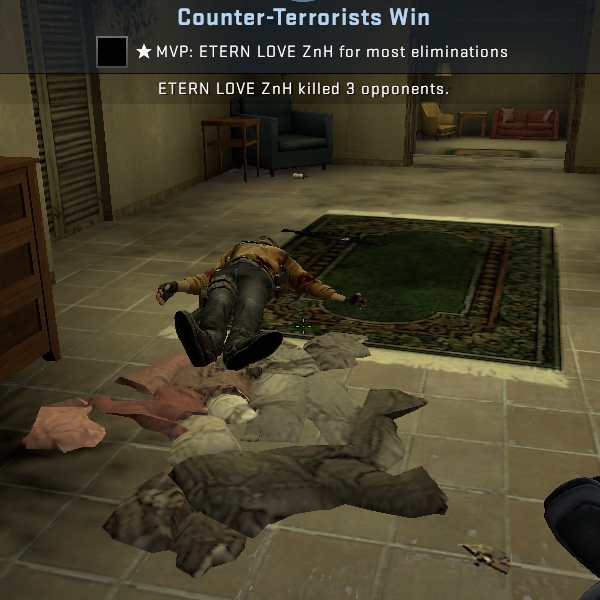 Counter-Terrorists Win
★ MVP: ETERN LOVE ZnH for most eliminations
ETERN LOVE ZnH killed 3 opponents.